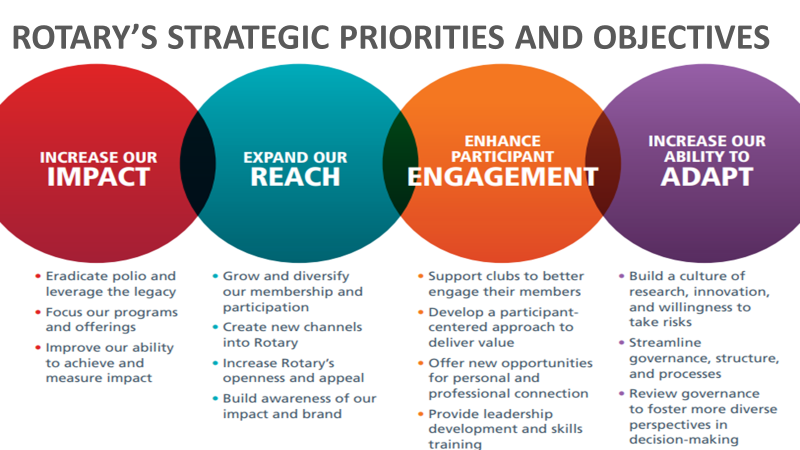 ROTARY'S STRATEGIC PRIORITIES AND OBJECTIVES
INCREASE OUR
IMPACT
• Eradicate polio and
leverage the legacy
• Focus our programs
and offerings
• Improve our ability
to achieve and
measure impact
EXPAND OUR
REACH
• Grow and diversify
our membership and
participation
• Create new channels
into Rotary
• Increase Rotary's
openness and appeal
• Build awareness of our
impact and brand
ENHANCE
PARTICIPANT
ENGAGEMENT
• Support clubs to better
engage their members
• Develop a participant-
centered approach to
deliver value
• Offer new opportunities
for personal and
professional connection
• Provide leadership
development and skills
training
INCREASE OUR
ABILITY TO
ADAPT
• Build a culture of
research, innovation,
and willingness to
take risks
• Streamline
governance, structure,
and processes
• Review governance
to foster more diverse
perspectives in
decision-making